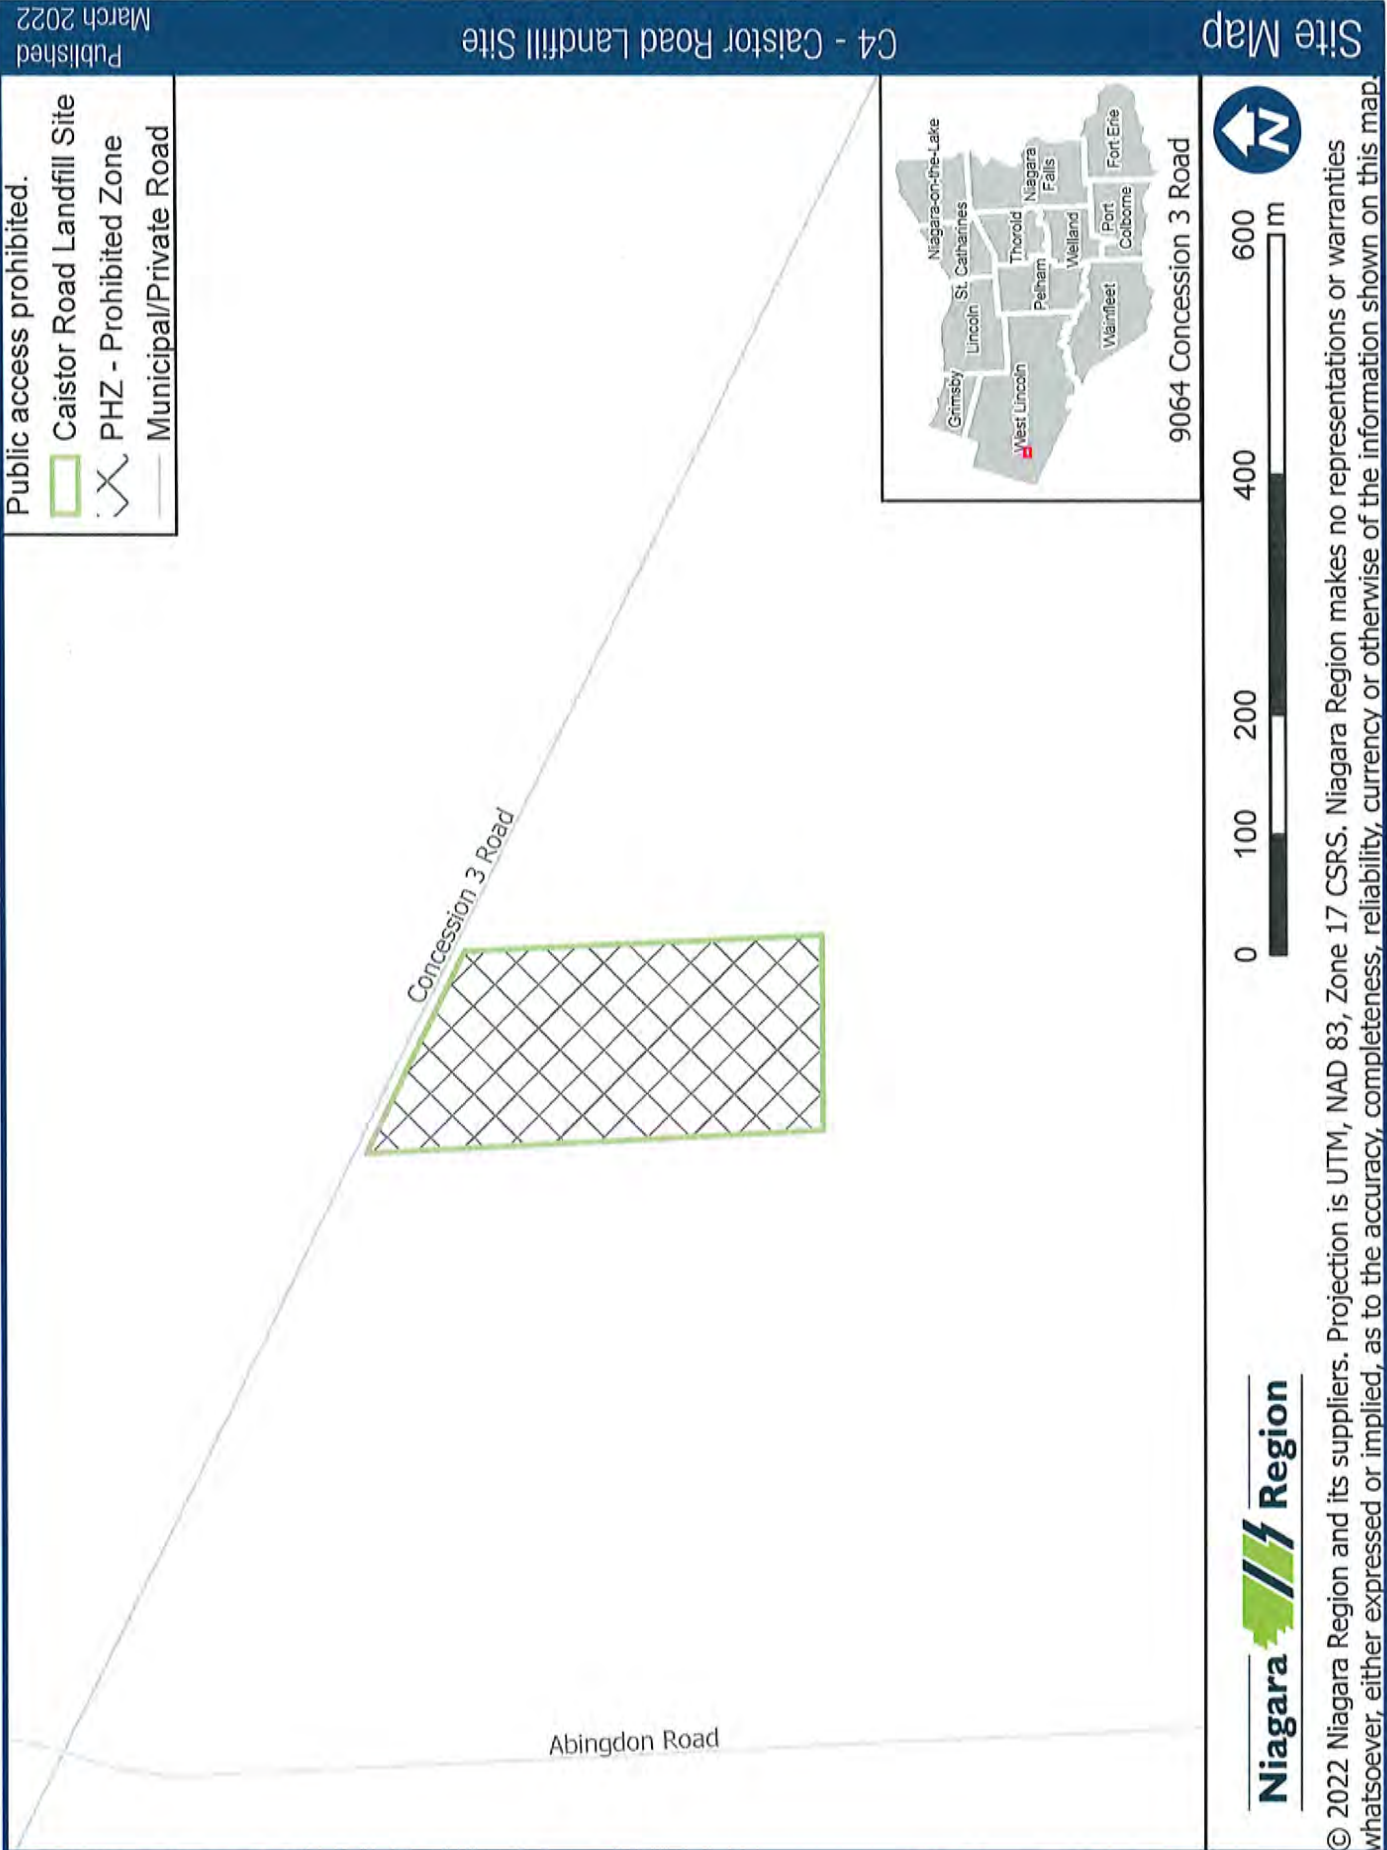 Site Map
C4 - Caistor Road Landfill Site
Published
March 2022
Public access prohibited.
Caistor Road Landfill Site
PHZ - Prohibited Zone
Municipal/Private Road
Concession 3 Road
Abingdon Road
Grimsby
Lincoln
St. Catharines
Niagara-on-the-Lake
West Lincoln
Pelham
Thorold
Niagara
Falls
Welland
Wainfleet
Port
Colborne
Fort Erie
9064 Concession 3 Road
Niagara Region
0 100 200 400 600
m
N
© 2022 Niagara Region and its suppliers. Projection is UTM, NAD 83, Zone 17 CSRS. Niagara Region makes no representations or warranties
whatsoever, either expressed or implied, as to the accuracy, completeness, reliability, currency or otherwise of the information shown on this map.